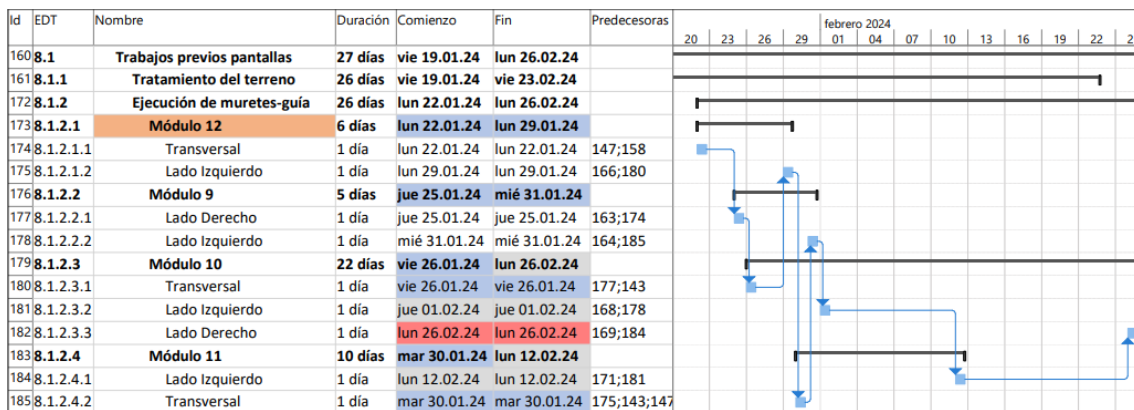 Id EDT Nombre Duración Comienzo Fin Predecesoras febrero 2024
20 23 26 29 01 04 07 10 13 16 19 22 2
160 8.1 Trabajos previos pantallas 27 días vie 19.01.24 lun 26.02.24
161 8.1.1 Tratamiento del terreno 26 días vie 19.01.24 vie 23.02.24
172 8.1.2 Ejecución de muretes-guía 26 días lun 22.01.24 lun 26.02.24
173 8.1.2.1 Módulo 12 6 días lun 22.01.24 lun 29.01.24
174 8.1.2.1.1 Transversal 1 día lun 22.01.24 lun 22.01.24 147;158
175 8.1.2.1.2 Lado Izquierdo 1 día lun 29.01.24 lun 29.01.24 166;180
176 8.1.2.2 Módulo 9 5 días jue 25.01.24 mié 31.01.24
177 8.1.2.2.1 Lado Derecho 1 día jue 25.01.24 jue 25.01.24 163;174
178 8.1.2.2.2 Lado Izquierdo 1 día mié 31.01.24 mié 31.01.24 164;185
179 8.1.2.3 Módulo 10 22 días vie 26.01.24 lun 26.02.24
180 8.1.2.3.1 Transversal 1 día vie 26.01.24 vie 26.01.24 177;143
181 8.1.2.3.2 Lado Izquierdo 1 día jue 01.02.24 jue 01.02.24 168;178
182 8.1.2.3.3 Lado Derecho 1 día lun 26.02.24 lun 26.02.24 169;184
183 8.1.2.4 Módulo 11 10 días mar 30.01.24 lun 12.02.24
184 8.1.2.4.1 Lado Izquierdo 1 día lun 12.02.24 lun 12.02.24 171;181
185 8.1.2.4.2 Transversal 1 día mar 30.01.24 mar 30.01.24 175;143;147